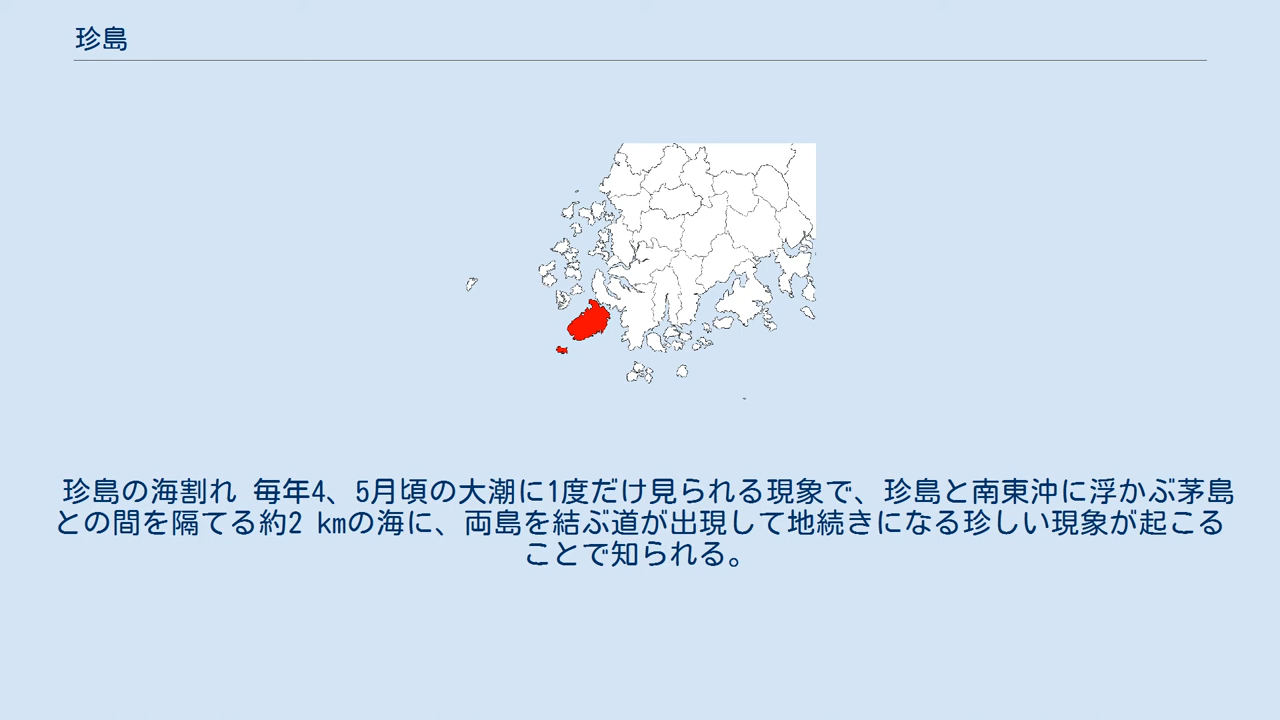 珍島
珍島の海割れ 毎年4、5月頃の大潮に1度だけ見られる現象で、珍島と南東沖に浮かぶ茅島
との間を隔てる約2 kmの海に、両島を結ぶ道が出現して地続きになる珍しい現象が起こる
ことで知られる。